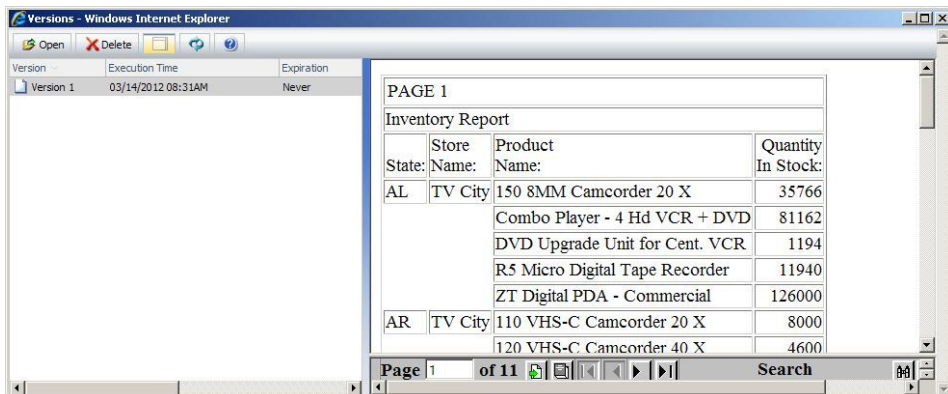 Versions - Windows Internet Explorer
Open Delete
Version Execution Time Expiration
Version 1 03/14/2012 08:31AM Never
PAGE 1
Inventory Report
Store Product Quantity
State: Name: Name: In Stock:
AL TV City 150 8MM Camcorder 20 X 35766
Combo Player - 4 Hd VCR + DVD 81162
DVD Upgrade Unit for Cent. VCR 1194
R5 Micro Digital Tape Recorder 11940
ZT Digital PDA - Commercial 126000
AR TV City 110 VHS-C Camcorder 20 X 8000
120 VHS-C Camcorder 40 X 4600
Page 1 of 11 Search